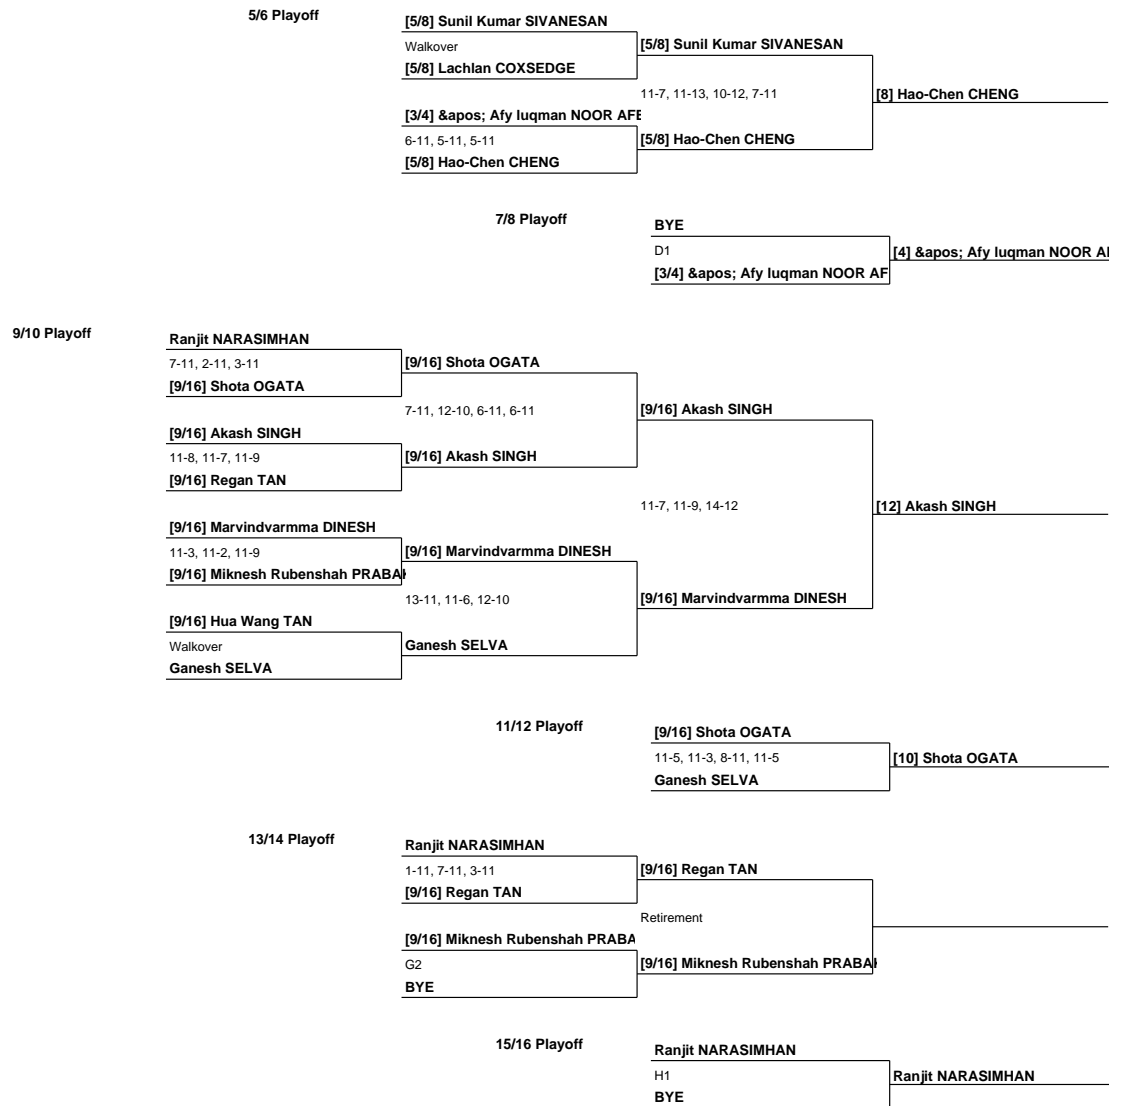 5/6 Playoff
[5/8] Sunil Kumar SIVANESAN
Walkover
[5/8] Sunil Kumar SIVANESAN
[5/8] Lachlan COXSEDGE
11-7, 11-13, 10-12, 7-11
[8] Hao-Chen CHENG
[3/4] &apos; Afy luqman NOOR AFE
6-11, 5-11, 5-11
[5/8] Hao-Chen CHENG
[5/8] Hao-Chen CHENG
7/8 Playoff
BYE
D1
[4] &apos; Afy luqman NOOR AI
[3/4] &apos; Afy luqman NOOR AF
9/10 Playoff
Ranjit NARASIMHAN
7-11, 2-11, 3-11
[9/16] Shota OGATA
[9/16] Shota OGATA
7-11, 12-10, 6-11, 6-11
[9/16] Akash SINGH
[9/16] Akash SINGH
11-8, 11-7, 11-9
[9/16] Akash SINGH
[9/16] Regan TAN
11-7, 11-9, 14-12
[12] Akash SINGH
[9/16] Marvindvarmma DINESH
11-3, 11-2, 11-9
[9/16] Marvindvarmma DINESH
[9/16] Miknesh Rubenshah PRABAH
13-11, 11-6, 12-10
[9/16] Marvindvarmma DINESH
[9/16] Hua Wang TAN
Walkover
Ganesh SELVA
Ganesh SELVA
11/12 Playoff
[9/16] Shota OGATA
11-5, 11-3, 8-11, 11-5
[10] Shota OGATA
Ganesh SELVA
13/14 Playoff
Ranjit NARASIMHAN
1-11, 7-11, 3-11
[9/16] Regan TAN
[9/16] Regan TAN
Retirement
[9/16] Miknesh Rubenshah PRABA
G2
[9/16] Miknesh Rubenshah PRABAH
BYE
15/16 Playoff
Ranjit NARASIMHAN
H1
Ranjit NARASIMHAN
BYE